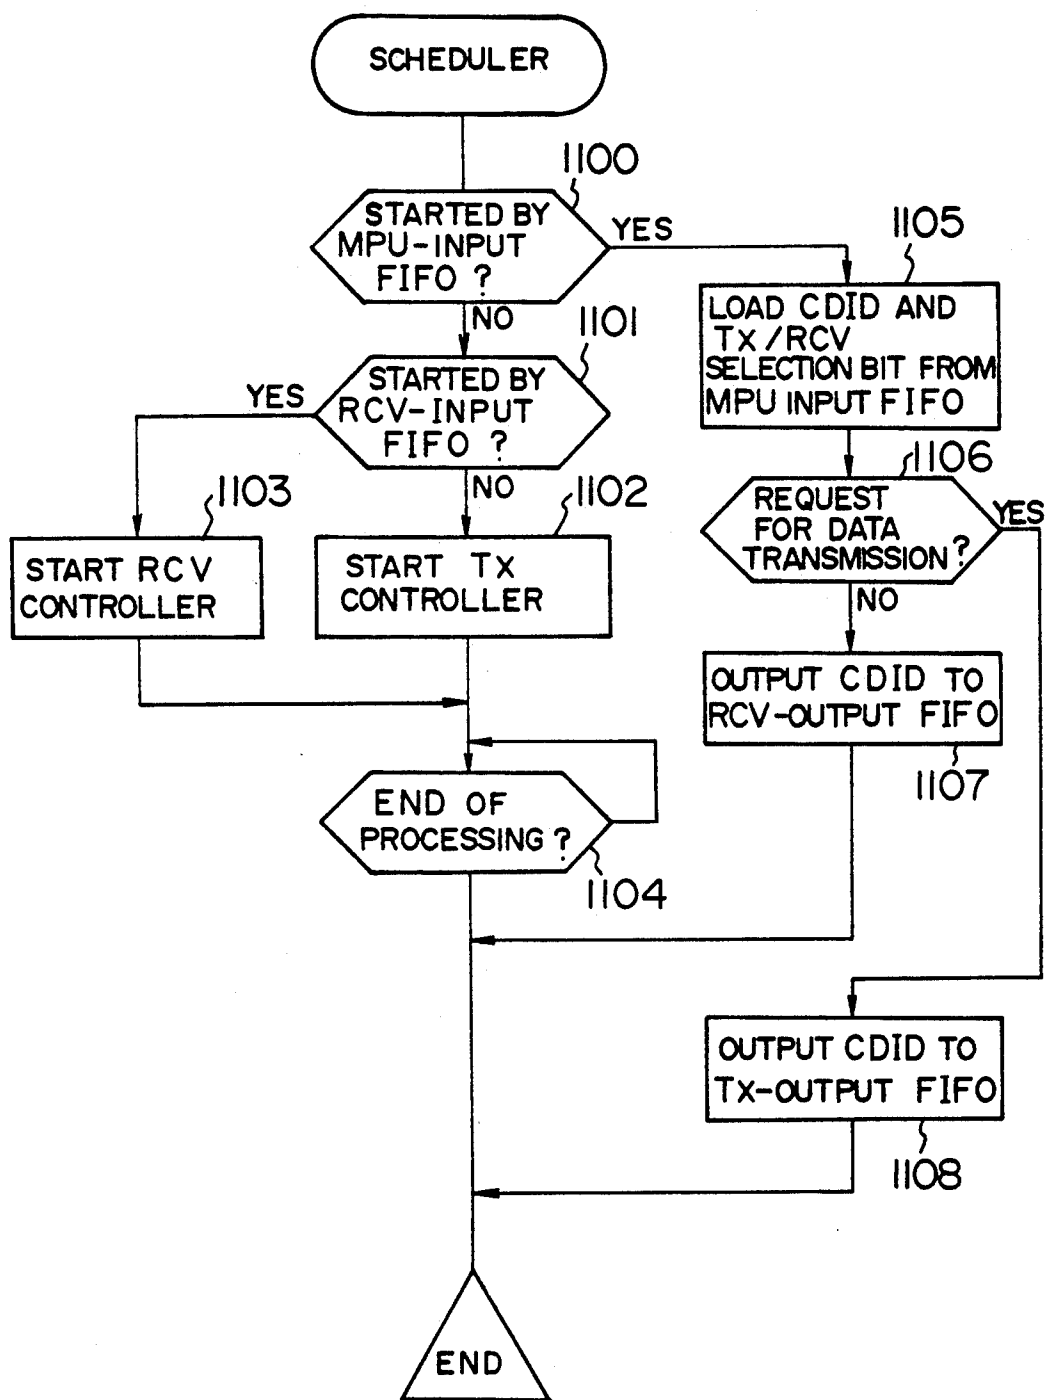 SCHEDULER
1100
STARTED BY
MPU-INPUT
FIFO ?
YES
NO
1105
LOAD CDID AND
Tx/RCV
SELECTION BIT FROM
MPU INPUT FIFO
1101
STARTED BY
RCV-INPUT
FIFO ?
YES
NO
1106
REQUEST
FOR DATA
TRANSMISSION?
YES
NO
1103
START RCV
CONTROLLER
1102
START Tx
CONTROLLER
OUTPUT CDID TO
RCV-OUTPUT FIFO
1107
END OF
PROCESSING ?
1104
OUTPUT CDID TO
Tx-OUTPUT FIFO
1108
END